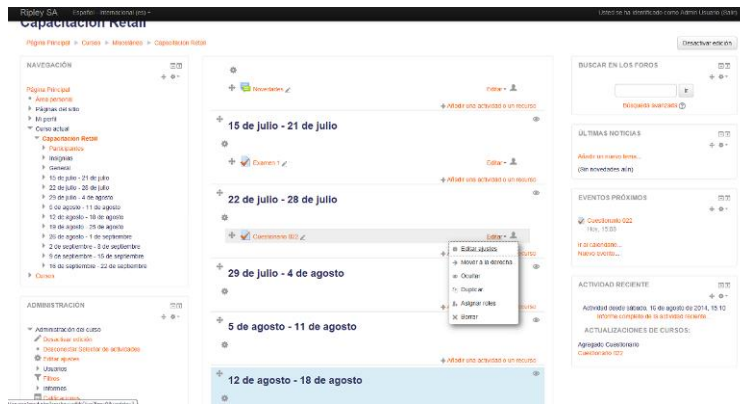 Ripley SA Español - Internacional (es)
Usted se ha identificado como Admin Usuario (Salir)
Capacitación Retail
Página Principal ► Cursos ► Misceláneos ► Capacitación Retail
Desactivar edición
NAVEGACIÓN
Página Principal
Área personal
Páginas del sitio
Mi perfil
Curso actual
Capacitación Retail
Participantes
Insignias
General
15 de julio - 21 de julio
22 de julio - 28 de julio
29 de julio - 4 de agosto
5 de agosto - 11 de agosto
12 de agosto - 18 de agosto
19 de agosto - 25 de agosto
26 de agosto - 1 de septiembre
2 de septiembre - 8 de septiembre
9 de septiembre - 15 de septiembre
16 de septiembre - 22 de septiembre
Cursos
ADMINISTRACIÓN
Administración del curso
Desactivar edición
Desconectar Selector de actividades
Editar ajustes
Usuarios
Filtros
Informes
Calificaciones
Novedades
Editar
Añadir una actividad o un recurso
15 de julio - 21 de julio
Examen 1
Editar
Añadir una actividad o un recurso
22 de julio - 28 de julio
Cuestionario 022
Editar
Editar ajustes
Mover a la derecha
Ocultar
Duplicar
Asignar roles
Borrar
29 de julio - 4 de agosto
5 de agosto - 11 de agosto
Añadir una actividad o un recurso
12 de agosto - 18 de agosto
BUSCAR EN LOS FOROS
Ir
Búsqueda avanzada
ÚLTIMAS NOTICIAS
Añadir un nuevo tema...
(Sin novedades aún)
EVENTOS PRÓXIMOS
Cuestionario 022
Hoy, 15:03
Ir al calendario...
Nuevo evento...
ACTIVIDAD RECIENTE
Actividad desde sábado, 16 de agosto de 2014, 15:10
Informe completo de la actividad reciente
ACTUALIZACIONES DE CURSOS:
Agregado Cuestionario
Cuestionario 022